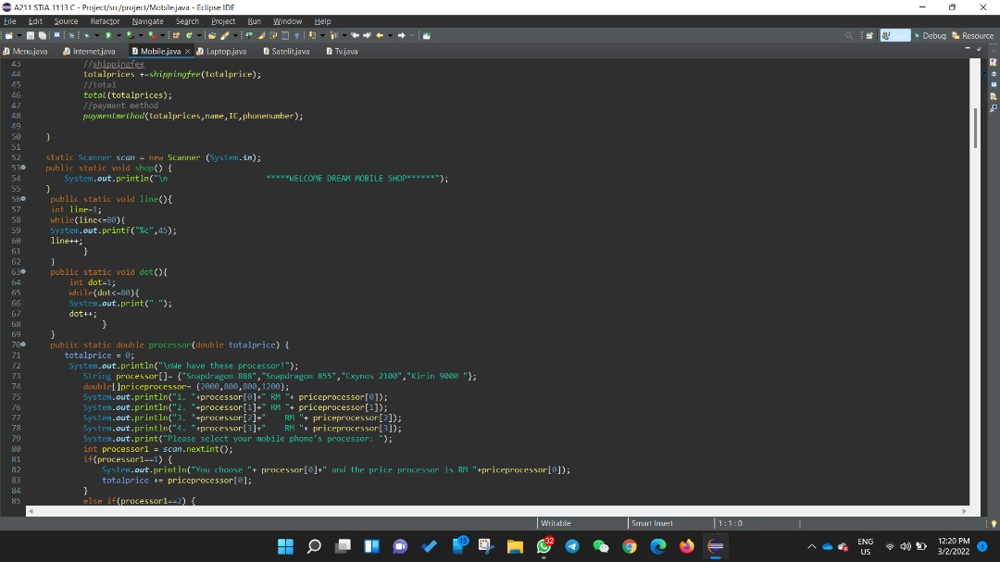 A211 STIA 1113 C - Project/src/project/Mobile.java - Eclipse IDE
File Edit Source Refactor Navigate Search Project Run Window Help
Debug Resource
Menu.java Internet.java Mobile.java Laptop.java Satelit.java Tv.java
43 //shippingfee
44 totalprices +=shippingfee(totalprice);
45 //total
46 total(totalprices);
47 //payment method
48 paymentmethod(totalprices,name,IC,phonenumber);
49
50 }
51
52 static Scanner scan = new Scanner (System.in);
53 public static void shop() {
54 System.out.println("\n *****WELCOME DREAM MOBILE SHOP******");
55 }
56 public static void line(){
57 int line=1;
58 while(line<=80){
59 System.out.printf("%c",45);
60 line++;
61 }
62 }
63 public static void dot(){
64 int dot=1;
65 while(dot<=80){
66 System.out.print("-");
67 dot++;
68 }
69 }
70 public static double processor(double totalprice) {
71 totalprice = 0;
72 System.out.println("\nWe have these processor!");
73 String processor[]= {"Snapdragon 888","Snapdragon 855","Exynos 2100","Kirin 9000 "};
74 double[]priceprocessor= {2000,800,800,1200};
75 System.out.println("1. "+processor[0]+" RM "+ priceprocessor[0]);
76 System.out.println("2. "+processor[1]+" RM "+ priceprocessor[1]);
77 System.out.println("3. "+processor[2]+" RM "+ priceprocessor[2]);
78 System.out.println("4. "+processor[3]+" RM "+ priceprocessor[3]);
79 System.out.print("Please select your mobile phone's processor: ");
80 int processor1 = scan.nextInt();
81 if(processor1==1) {
82 System.out.println("You choose "+ processor[0]+" and the price processor is RM "+priceprocessor[0]);
83 totalprice += priceprocessor[0];
84 }
85 else if(processor1==2) {
Writable Smart Insert 1 : 1 : 0
15 32 ENG US 12:20 PM 3/2/2022 1